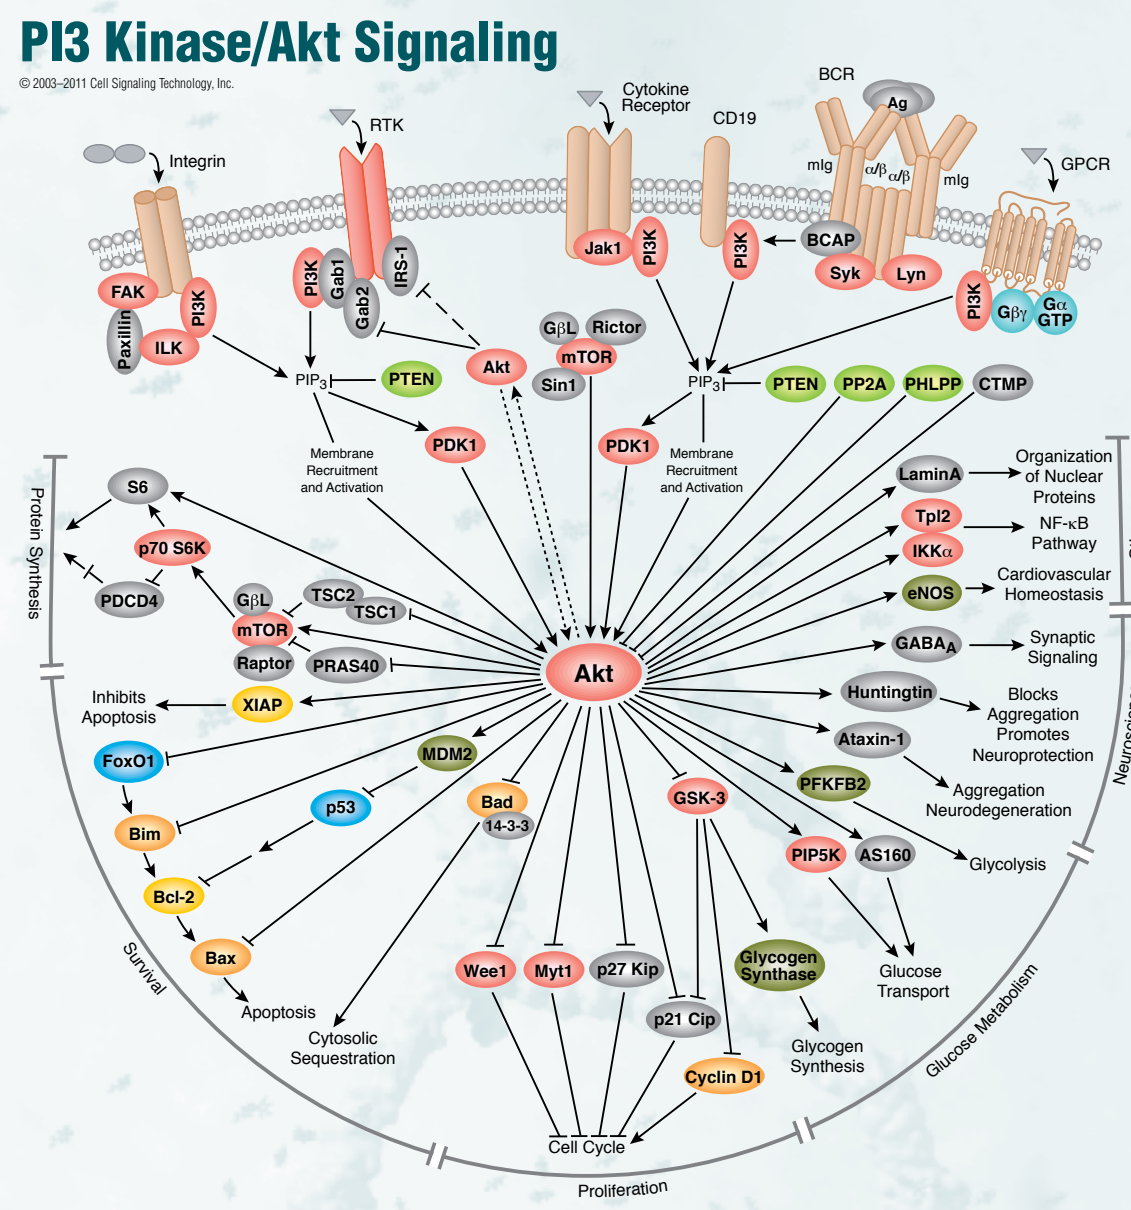 PI3 Kinase/Akt Signaling
© 2003–2011 Cell Signaling Technology, Inc.
Integrin
RTK
Cytokine
Receptor
CD19
BCR
Ag
mIg
α/β
α/β
mIg
GPCR
FAK
Paxillin
ILK
PI3K
PI3K
Gab1
Gab2
IRS-1
Jak1
PI3K
PI3K
BCAP
Syk
Lyn
PI3K
Gβγ
Gα
GTP
PIP3
PTEN
Akt
GβL
Rictor
mTOR
Sin1
PIP3
PTEN
PP2A
PHLPP
CTMP
PDK1
PDK1
Membrane
Recruitment
and Activation
Membrane
Recruitment
and Activation
Protein Synthesis
S6
p70 S6K
PDCD4
GβL
TSC2
TSC1
mTOR
Raptor
PRAS40
Akt
LaminA
Organization
of Nuclear
Proteins
Tpl2
IKKα
NF-κB
Pathway
eNOS
Cardiovascular
Homeostasis
GABAA
Synaptic
Signaling
Huntingtin
Blocks
Aggregation
Promotes
Neuroprotection
Ataxin-1
Aggregation
Neurodegeneration
Inhibits
Apoptosis
XIAP
FoxO1
MDM2
p53
Bim
Bcl-2
Bax
Apoptosis
Bad
14-3-3
Cytosolic
Sequestration
GSK-3
PFKFB2
Glycolysis
PIP5K
AS160
Glucose
Transport
Wee1
Myt1
p27 Kip
p21 Cip
Glycogen
Synthase
Glycogen
Synthesis
Cyclin D1
Cell Cycle
Survival
Proliferation
Glucose Metabolism